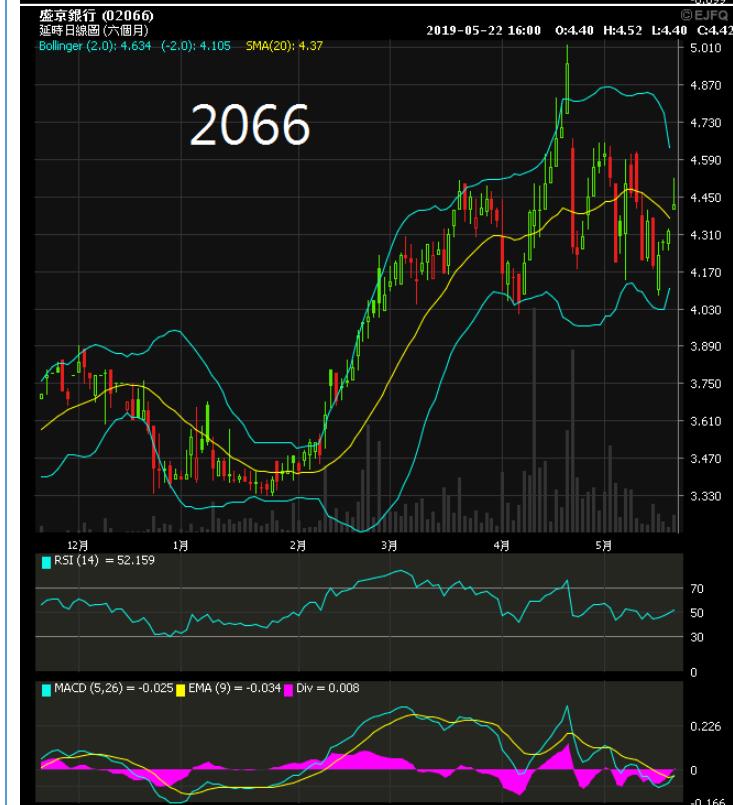 -0.099
盛京銀行 (02066)
©EJFQ
延時日線圖 (六個月)
2019-05-22 16:00 O:4.40 H:4.52 L:4.40 C:4.42
Bollinger (2.0): 4.634 (-2.0): 4.105 SMA(20): 4.37
5.010
2066
4.870
4.730
4.590
4.450
4.310
4.170
4.030
3.890
3.750
3.610
3.470
3.330
12月 1月 2月 3月 4月 5月
RSI (14) = 52.159
70
50
30
0
MACD (5,26) = -0.025 EMA (9) = -0.034 Div = 0.008
0.226
0
-0.166